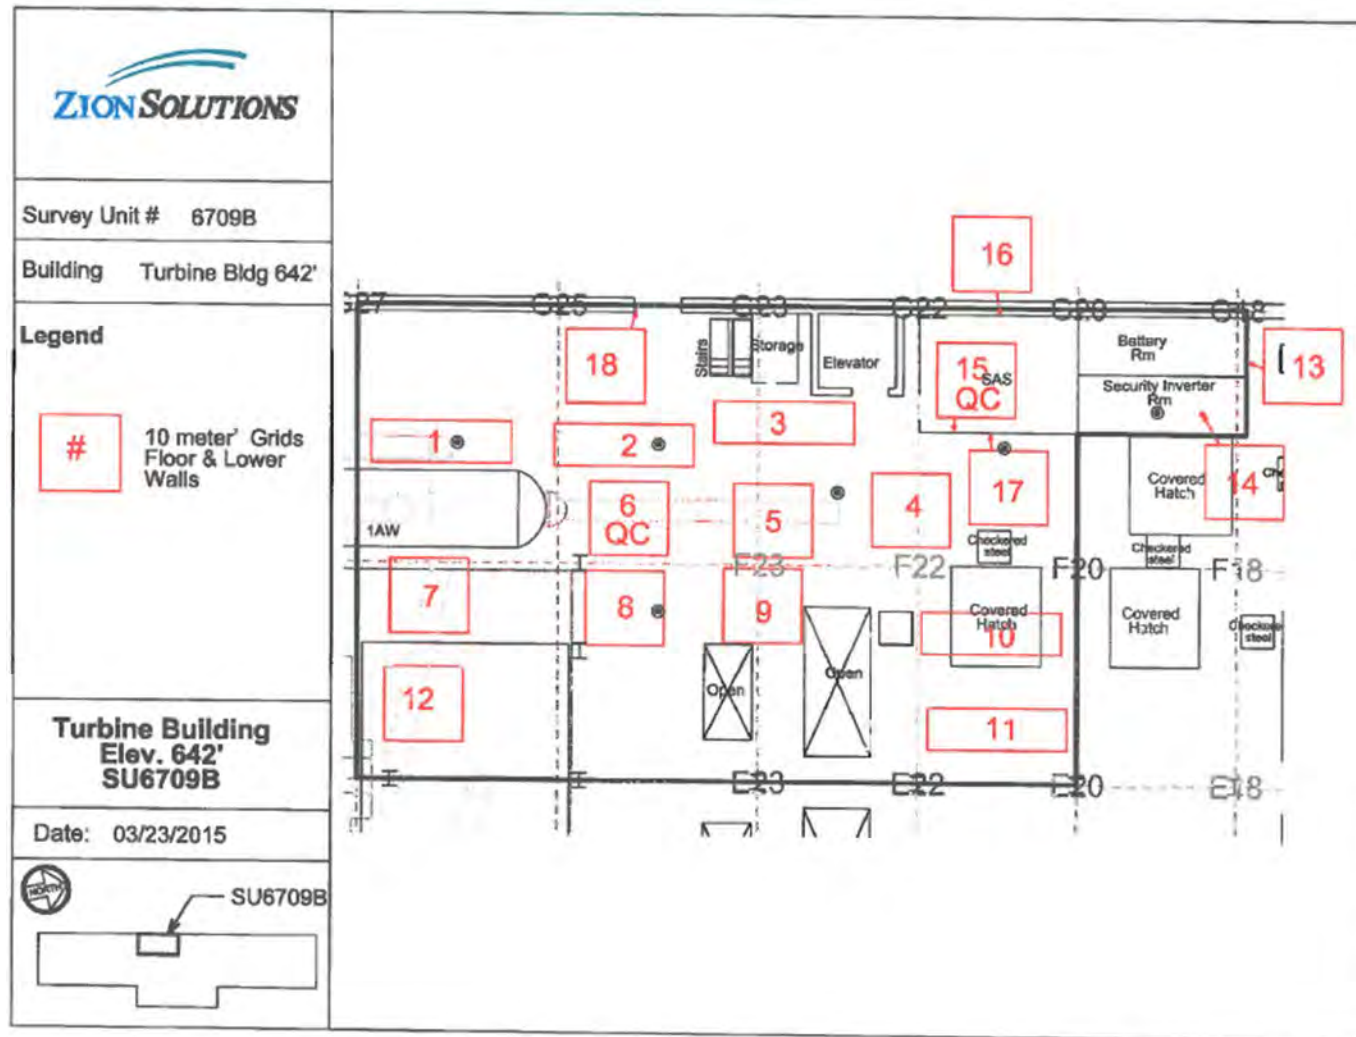 ZIONSOLUTIONS
Survey Unit # 6709B
Building Turbine Bldg 642'
Legend
#
10 meter' Grids
Floor & Lower
Walls
Turbine Building
Elev. 642'
SU6709B
Date: 03/23/2015
NORTH
SU6709B
16
G23
G22
G20
18
Stairs
Storage
Elevator
15
SAS
QC
Battery
Rm
Security Inverter
Rm
13
1
2
3
6
QC
5
4
17
Covered
Hatch
14
1AW
Checkered
steel
Checkered
steel
F23
F22
F20
F18
7
8
9
Covered
Hatch
10
Covered
Hatch
Checkered
steel
12
Open
Open
11
E23
E22
E20
E18